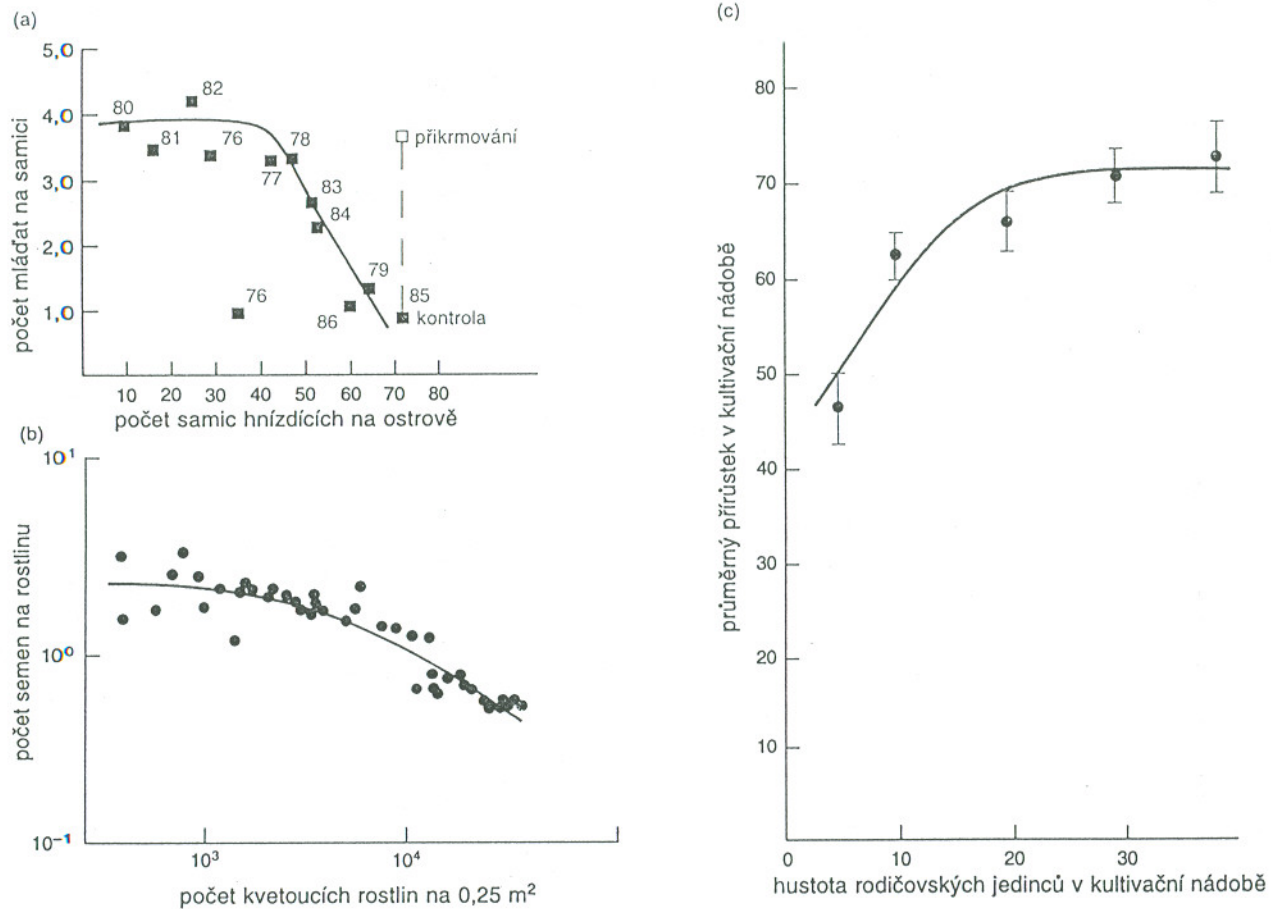 (a)
5,0
4,0
3,0
2,0
1,0
počet mláďat na samici
80
81
82
76
77
78
83
84
79
76
86
85
přikrmování
kontrola
10 20 30 40 50 60 70 80
počet samic hnízdících na ostrově
(b)
10¹
10⁰
10⁻¹
počet semen na rostlinu
10³ 10⁴
počet kvetoucích rostlin na 0,25 m²
(c)
80
70
60
50
40
30
20
10
průměrný přírůstek v kultivační nádobě
0 10 20 30
hustota rodičovských jedinců v kultivační nádobě